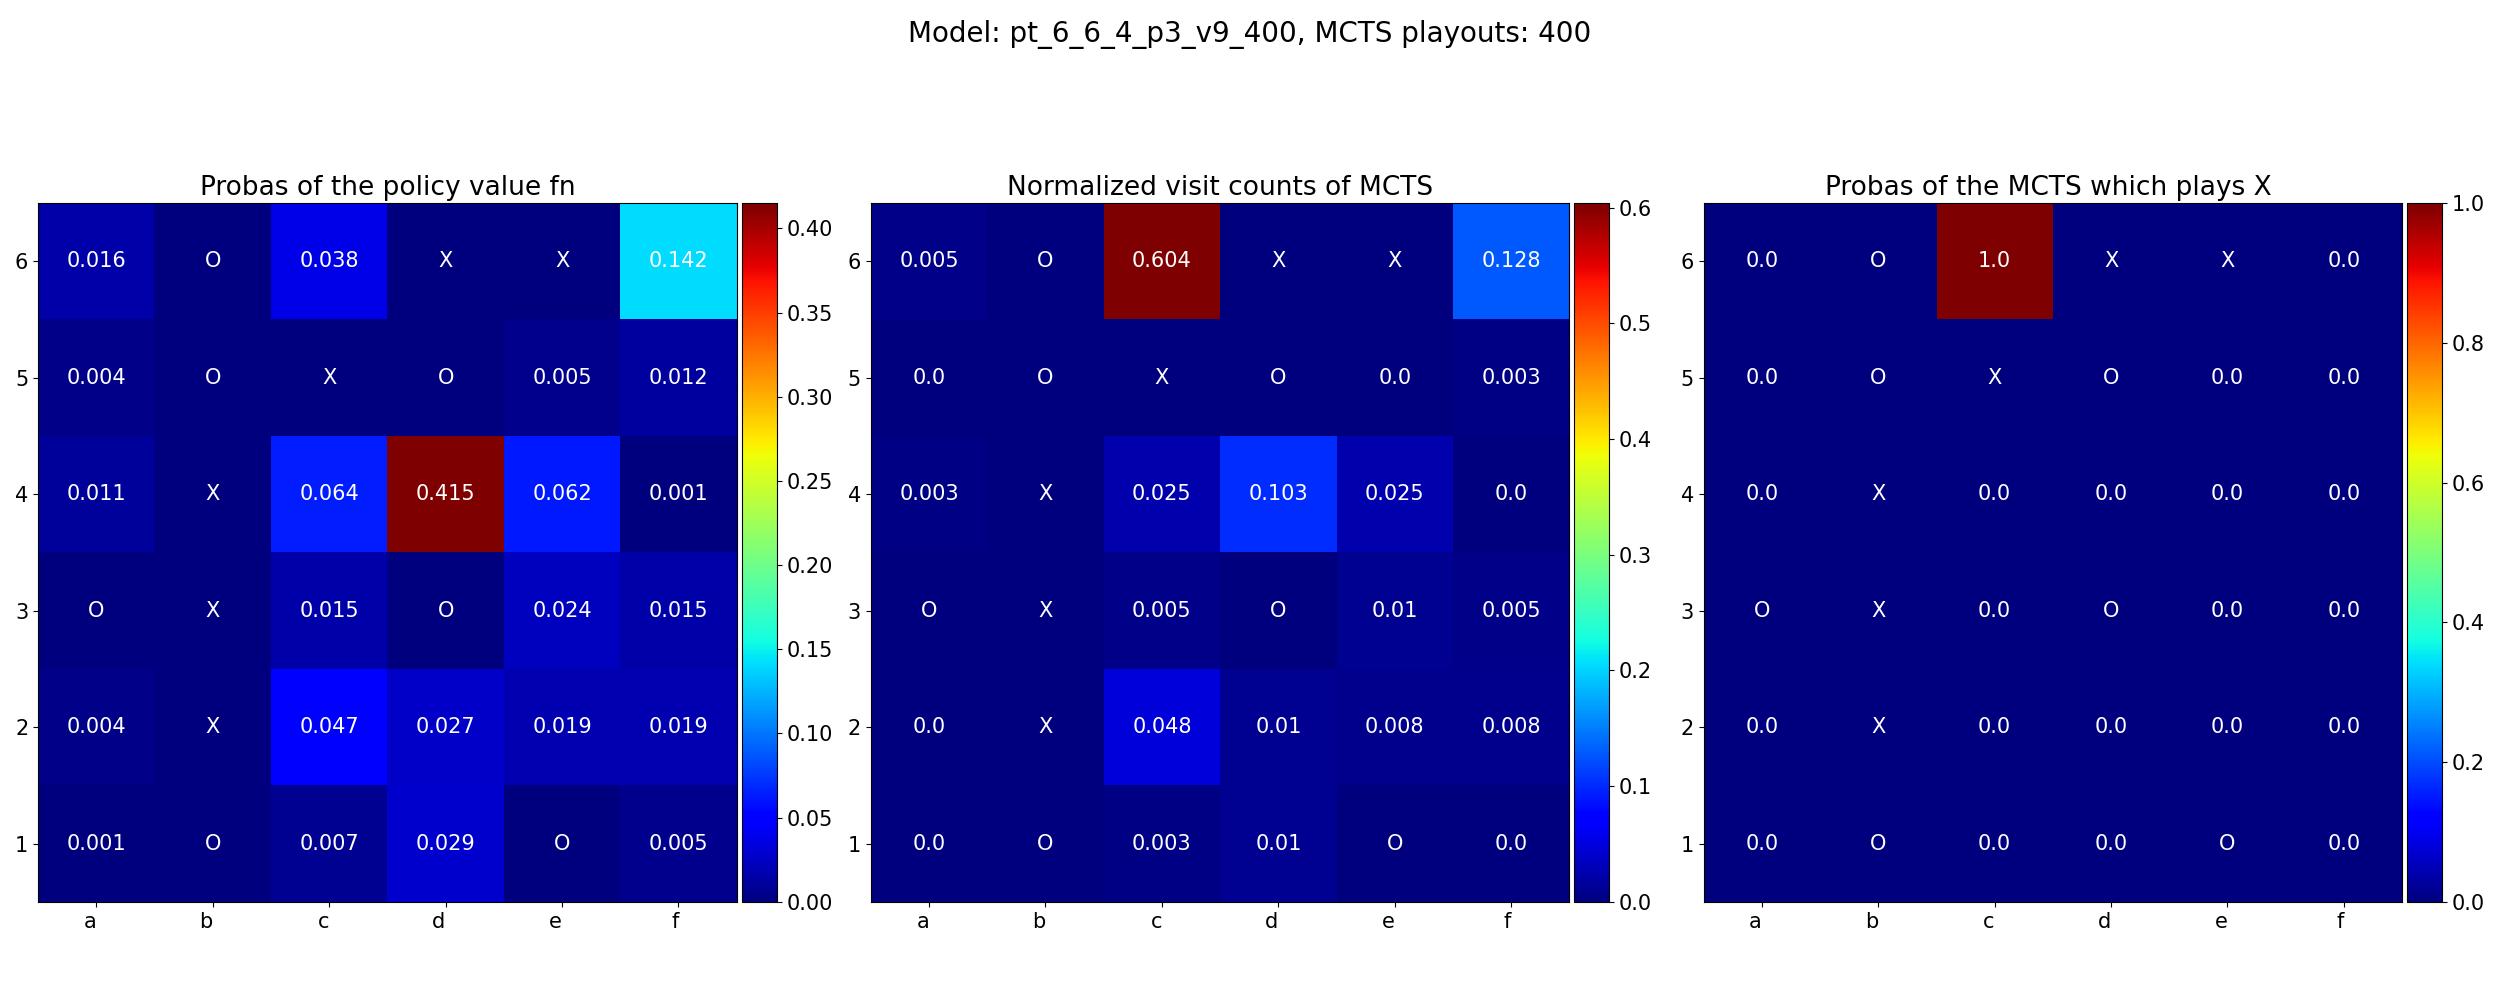 Model: pt_6_6_4_p3_v9_400, MCTS playouts: 400
Probas of the policy value fn
6 0.016 O 0.038 X X 0.142
5 0.004 O X O 0.005 0.012
4 0.011 X 0.064 0.415 0.062 0.001
3 O X 0.015 O 0.024 0.015
2 0.004 X 0.047 0.027 0.019 0.019
1 0.001 O 0.007 0.029 O 0.005
a b c d e f
0.40
0.35
0.30
0.25
0.20
0.15
0.10
0.05
0.00
Normalized visit counts of MCTS
6 0.005 O 0.604 X X 0.128
5 0.0 O X O 0.0 0.003
4 0.003 X 0.025 0.103 0.025 0.0
3 O X 0.005 O 0.01 0.005
2 0.0 X 0.048 0.01 0.008 0.008
1 0.0 O 0.003 0.01 O 0.0
a b c d e f
0.6
0.5
0.4
0.3
0.2
0.1
0.0
Probas of the MCTS which plays X
6 0.0 O 1.0 X X 0.0
5 0.0 O X O 0.0 0.0
4 0.0 X 0.0 0.0 0.0 0.0
3 O X 0.0 O 0.0 0.0
2 0.0 X 0.0 0.0 0.0 0.0
1 0.0 O 0.0 0.0 O 0.0
a b c d e f
1.0
0.8
0.6
0.4
0.2
0.0